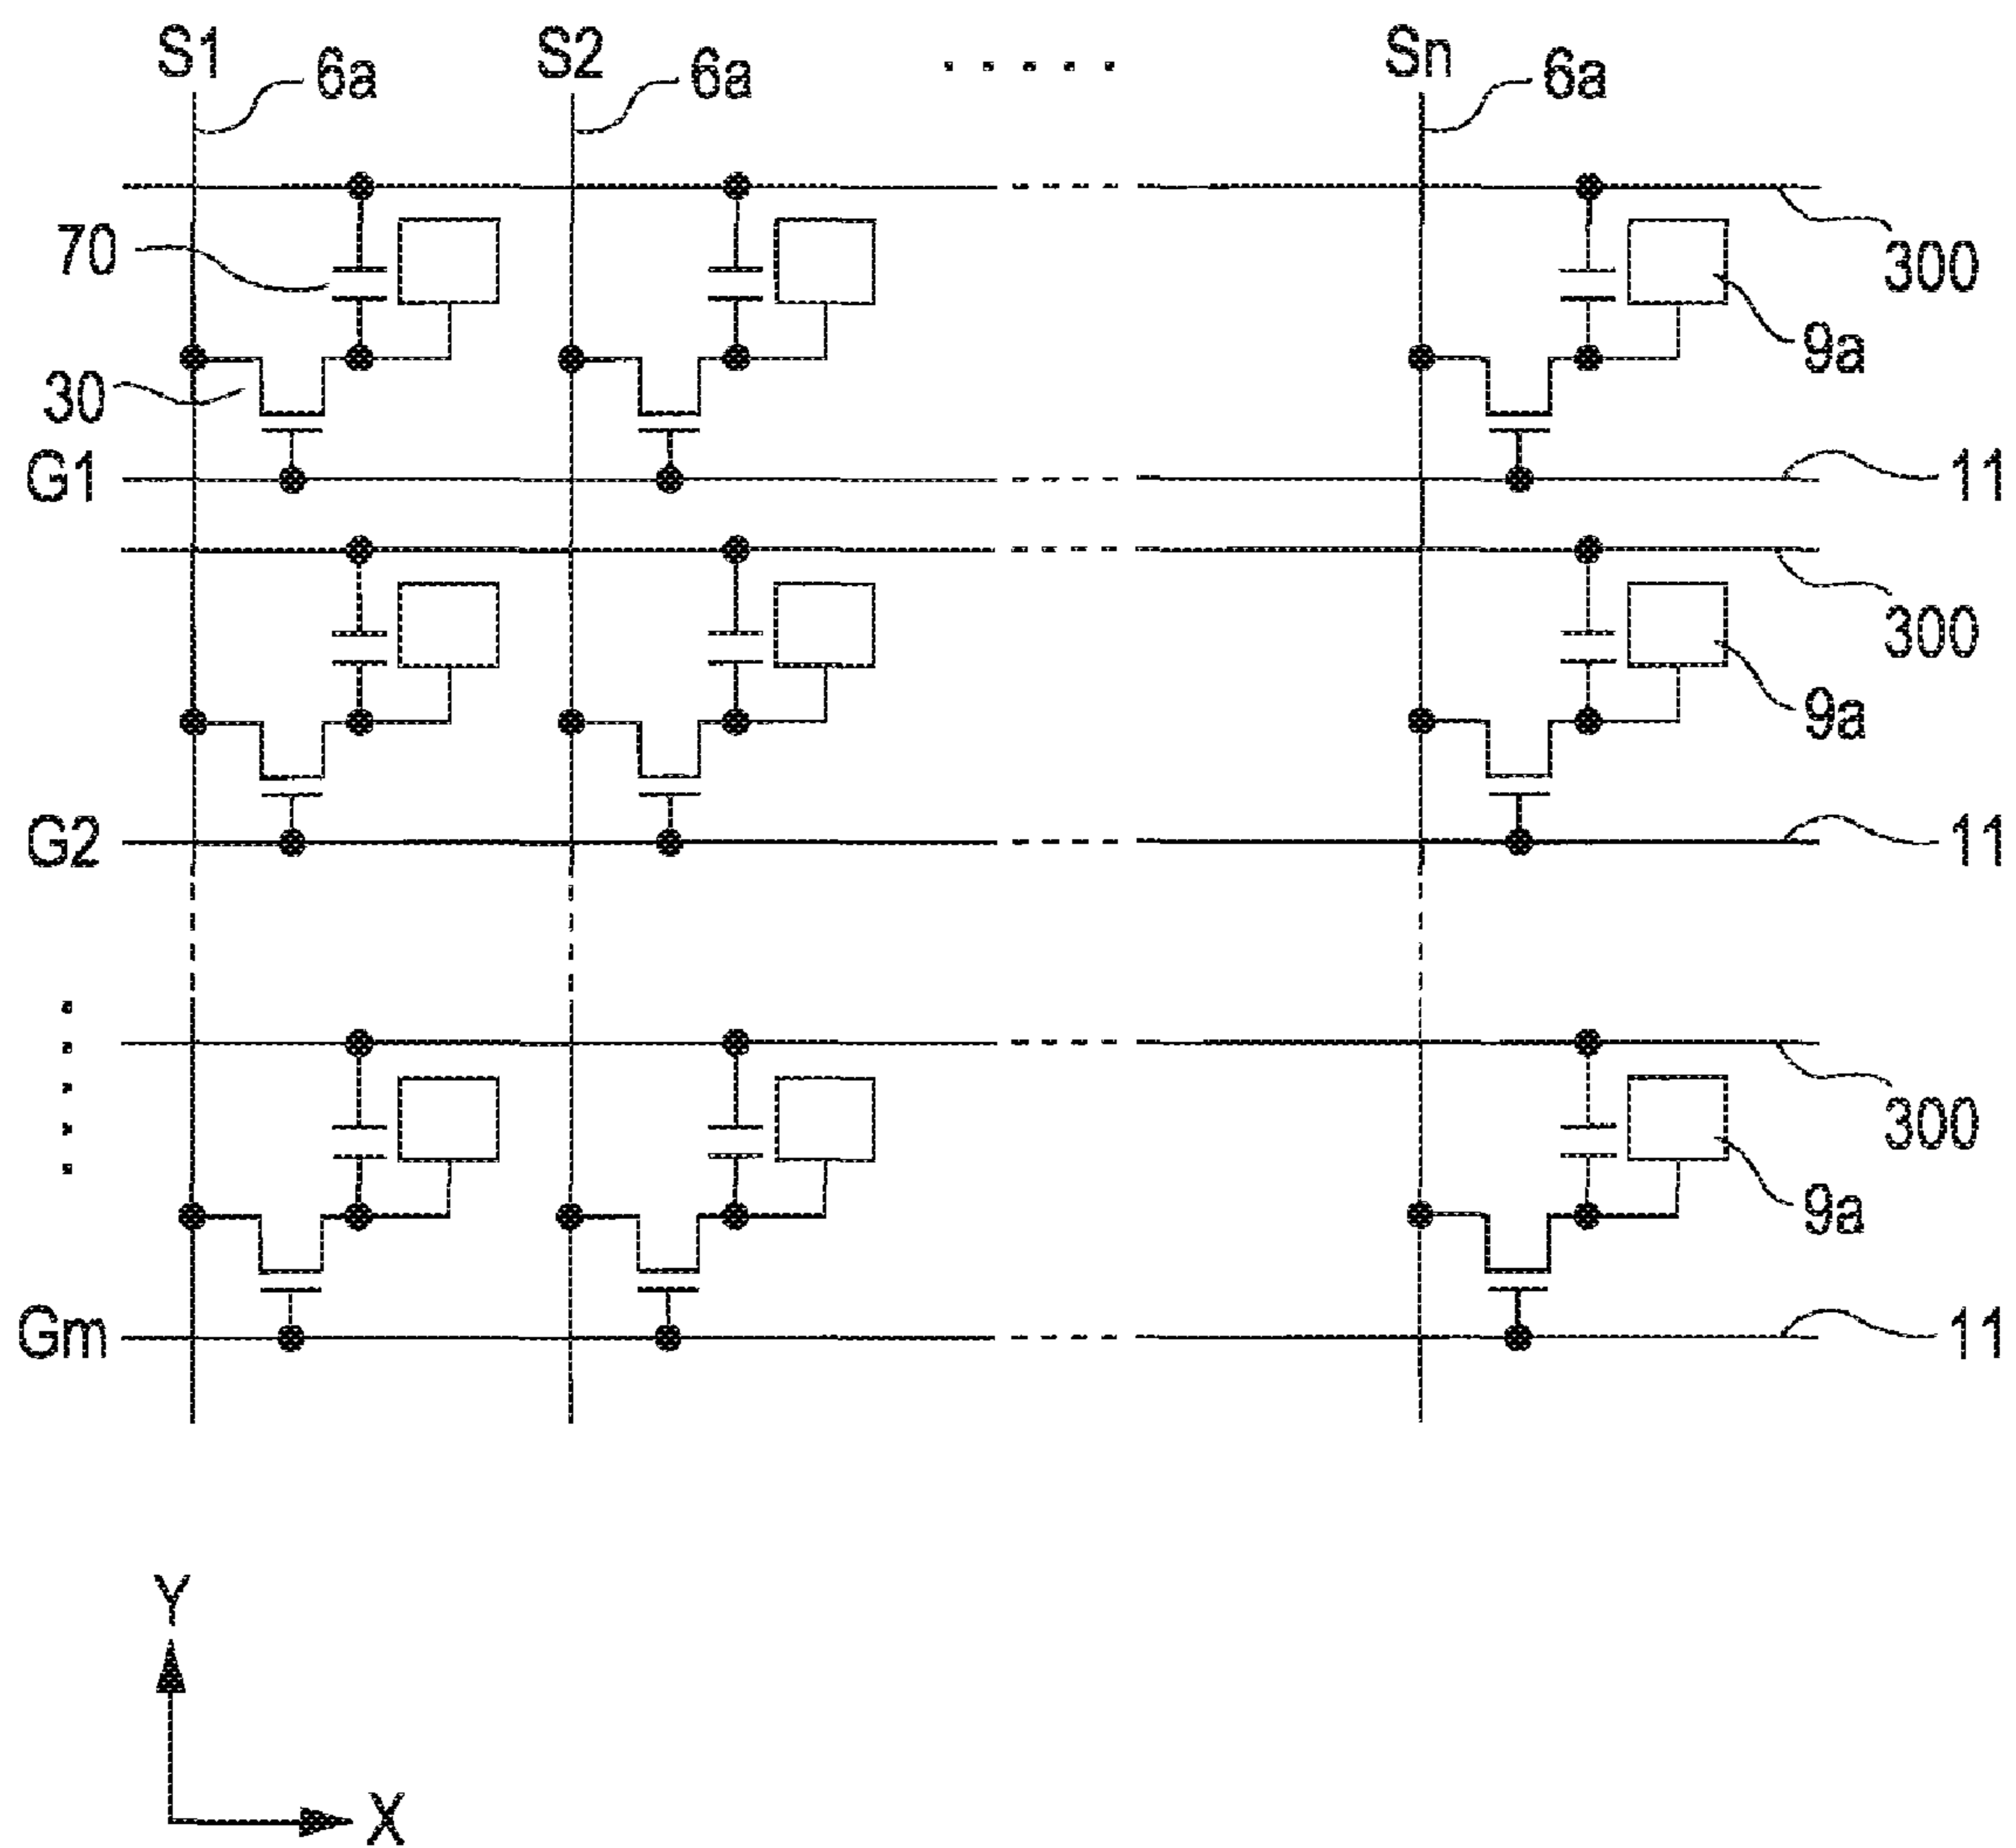 S1 6a S2 6a ..... Sn 6a
70 300
9a
30
G1 11
300
9a
G2 11
300
9a
Gm 11
Y
X